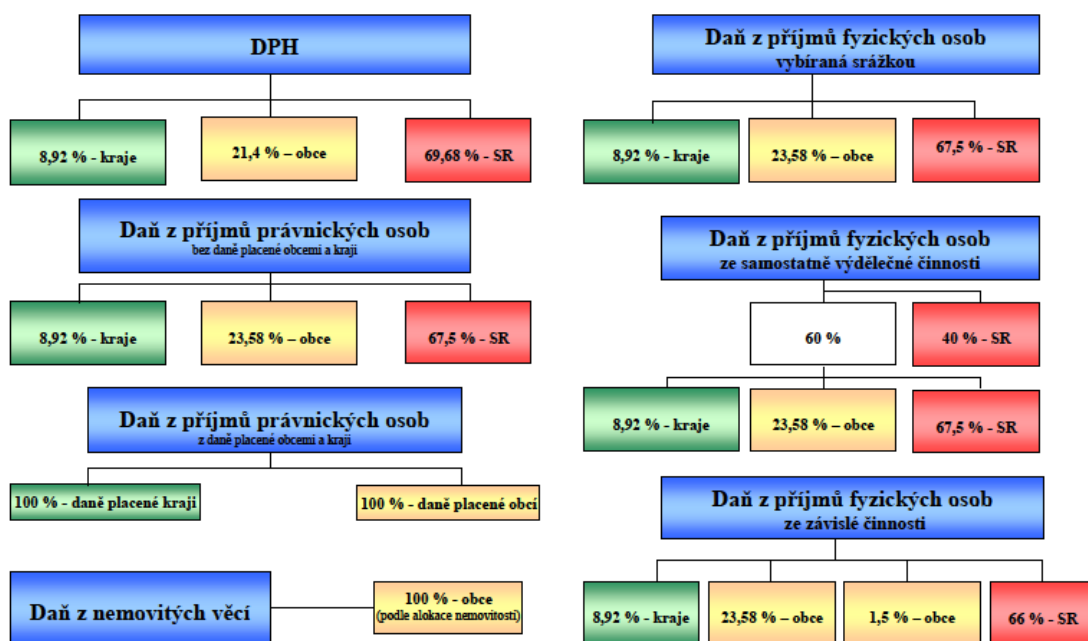 DPH
8,92 % - kraje
21,4 % – obce
69,68 % - SR
Daň z příjmů právnických osob
bez daně placené obcemi a kraji
8,92 % - kraje
23,58 % – obce
67,5 % - SR
Daň z příjmů právnických osob
z daně placené obcemi a kraji
100 % - daně placené kraji
100 % - daně placené obcí
Daň z nemovitých věcí
100 % - obce
(podle alokace nemovitosti)
Daň z příjmů fyzických osob
vybíraná srážkou
8,92 % - kraje
23,58 % – obce
67,5 % - SR
Daň z příjmů fyzických osob
ze samostatně výdělečné činnosti
60 %
40 % - SR
8,92 % - kraje
23,58 % – obce
67,5 % - SR
Daň z příjmů fyzických osob
ze závislé činnosti
8,92 % - kraje
23,58 % – obce
1,5 % – obce
66 % - SR